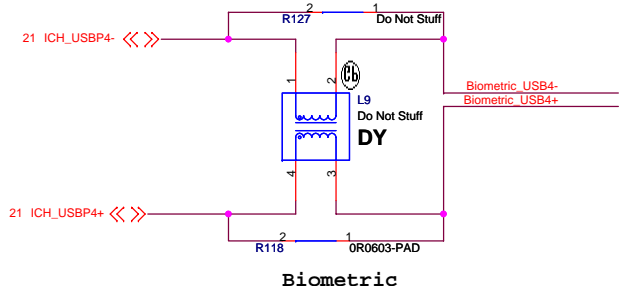 2 1
R127 Do Not Stuff
21 ICH_USBP4-
1 2
Biometric_USB4-
Biometric_USB4+
L9
Do Not Stuff
DY
4 3
21 ICH_USBP4+
2 1
R118 0R0603-PAD
Biometric